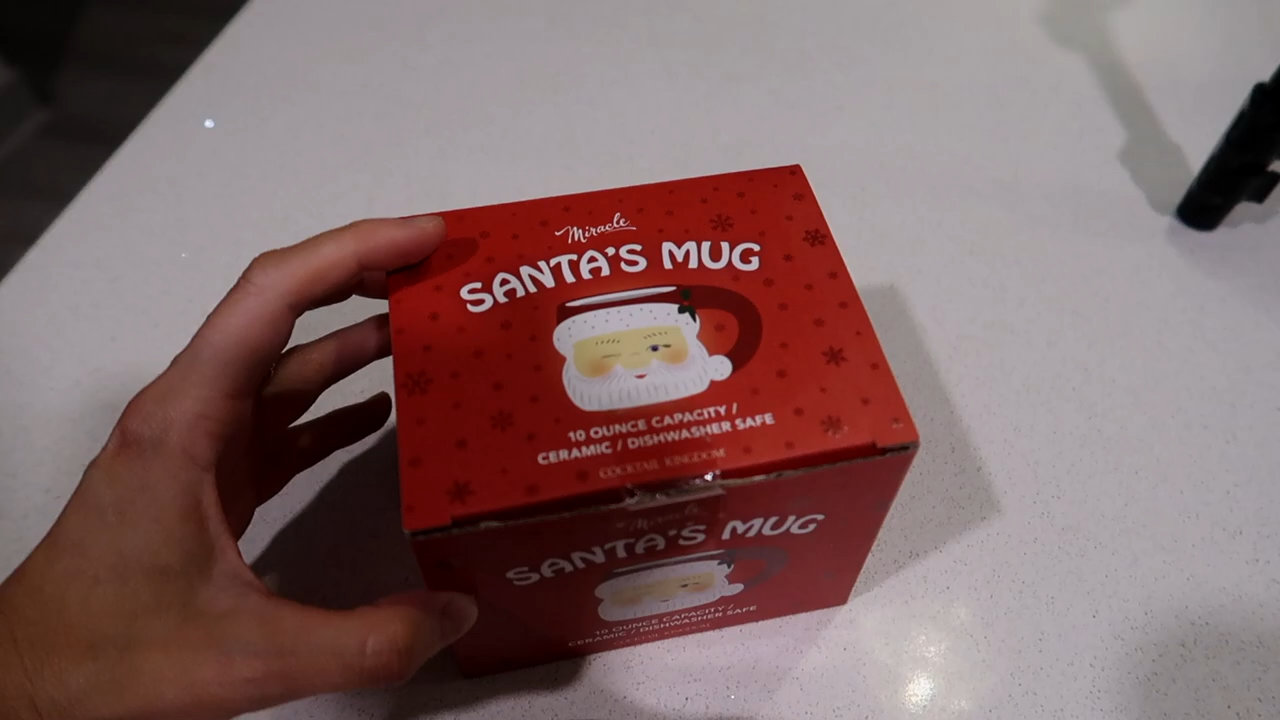 Miracle
SANTA'S MUG
10 OUNCE CAPACITY /
CERAMIC / DISHWASHER SAFE
COCKTAIL KINGDOM
Miracle
SANTA'S MUG
10 OUNCE CAPACITY /
CERAMIC / DISHWASHER SAFE